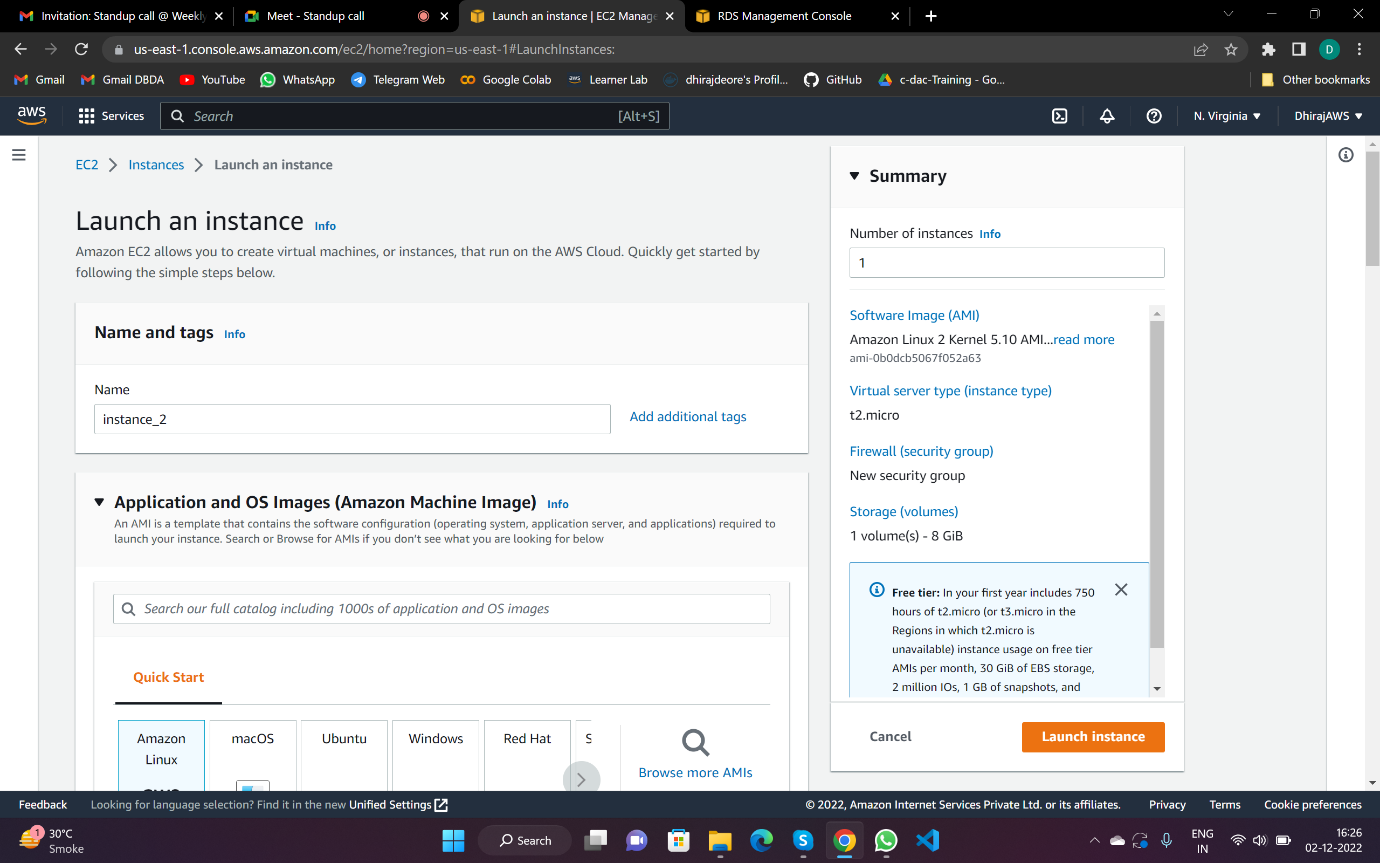 Invitation: Standup call @ Weekly
Meet - Standup call
Launch an instance | EC2 Manage
RDS Management Console
us-east-1.console.aws.amazon.com/ec2/home?region=us-east-1#LaunchInstances:
D
Gmail
Gmail DBDA
YouTube
WhatsApp
Telegram Web
Google Colab
aws Learner Lab
dhirajdeore's Profil...
GitHub
c-dac-Training - Go...
Other bookmarks
aws
Services
Search
[Alt+S]
N. Virginia
DhirajAWS
EC2
Instances
Launch an instance
Launch an instance Info
Amazon EC2 allows you to create virtual machines, or instances, that run on the AWS Cloud. Quickly get started by
following the simple steps below.
Name and tags Info
Name
instance_2
Add additional tags
Application and OS Images (Amazon Machine Image) Info
An AMI is a template that contains the software configuration (operating system, application server, and applications) required to
launch your instance. Search or Browse for AMIs if you don't see what you are looking for below
Search our full catalog including 1000s of application and OS images
Quick Start
Amazon
Linux
macOS
Ubuntu
Windows
Red Hat
S
Browse more AMIs
Summary
Number of instances Info
1
Software Image (AMI)
Amazon Linux 2 Kernel 5.10 AMI...read more
ami-0b0dcb5067f052a63
Virtual server type (instance type)
t2.micro
Firewall (security group)
New security group
Storage (volumes)
1 volume(s) - 8 GiB
Free tier: In your first year includes 750
hours of t2.micro (or t3.micro in the
Regions in which t2.micro is
unavailable) instance usage on free tier
AMIs per month, 30 GiB of EBS storage,
2 million IOs, 1 GB of snapshots, and
Cancel
Launch instance
Feedback
Looking for language selection? Find it in the new Unified Settings
© 2022, Amazon Internet Services Private Ltd. or its affiliates.
Privacy
Terms
Cookie preferences
1
30°C
Smoke
Search
ENG
IN
16:26
02-12-2022